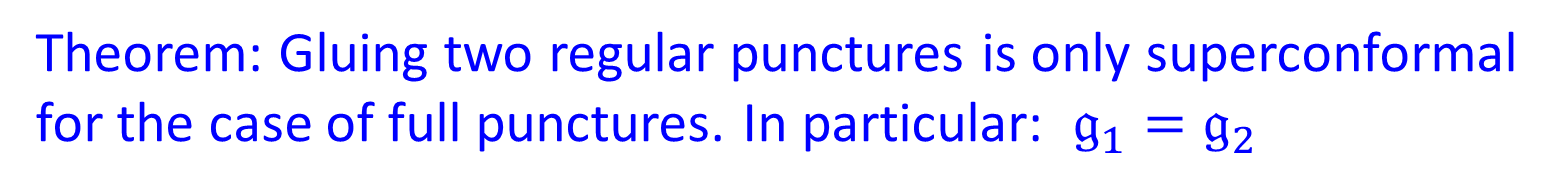 Theorem: Gluing two regular punctures is only superconformal
for the case of full punctures. In particular: 𝔤₁ = 𝔤₂